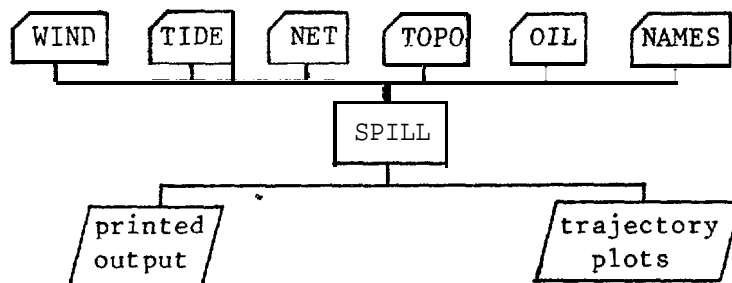 WIND TIDE NET TOPO OIL NAMES
SPILL
printed
output
trajectory
plots